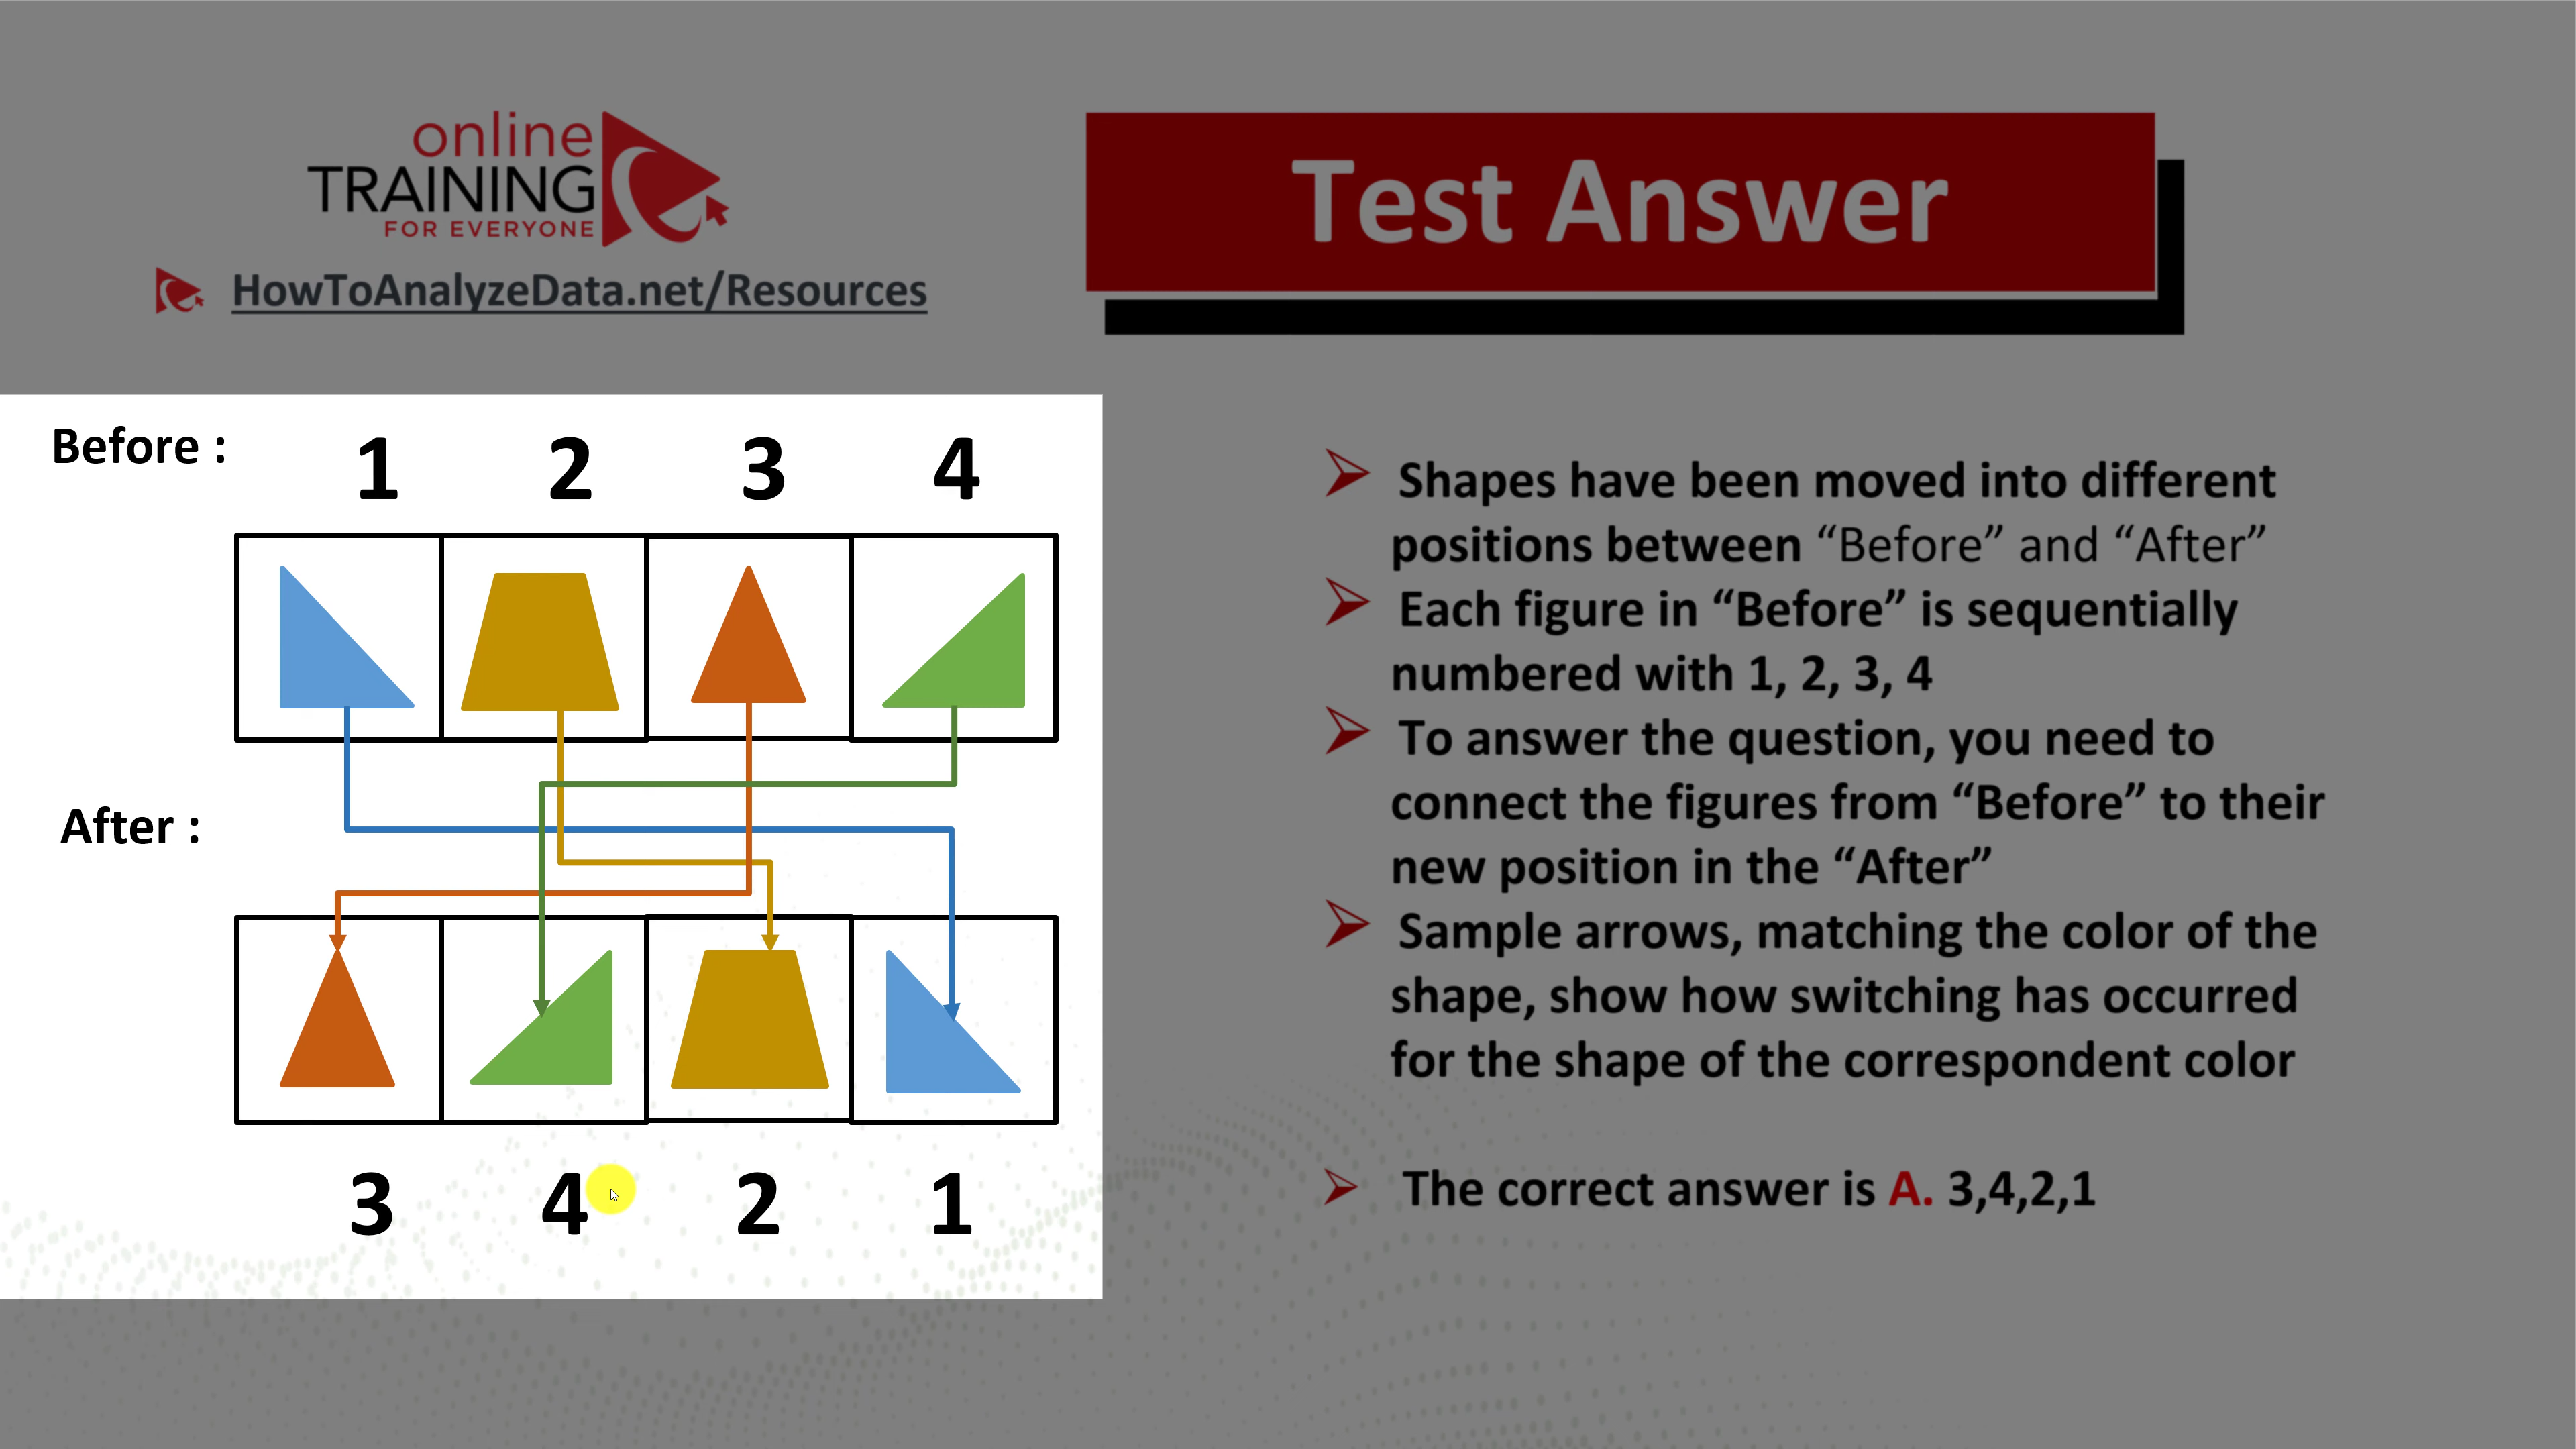 online
TRAINING
FOR EVERYONE
HowToAnalyzeData.net/Resources
Test Answer
Before :
1 2 3 4
After :
3 4 2 1
Shapes have been moved into different
positions between “Before” and “After”
Each figure in “Before” is sequentially
numbered with 1, 2, 3, 4
To answer the question, you need to
connect the figures from “Before” to their
new position in the “After”
Sample arrows, matching the color of the
shape, show how switching has occurred
for the shape of the correspondent color
The correct answer is A. 3,4,2,1